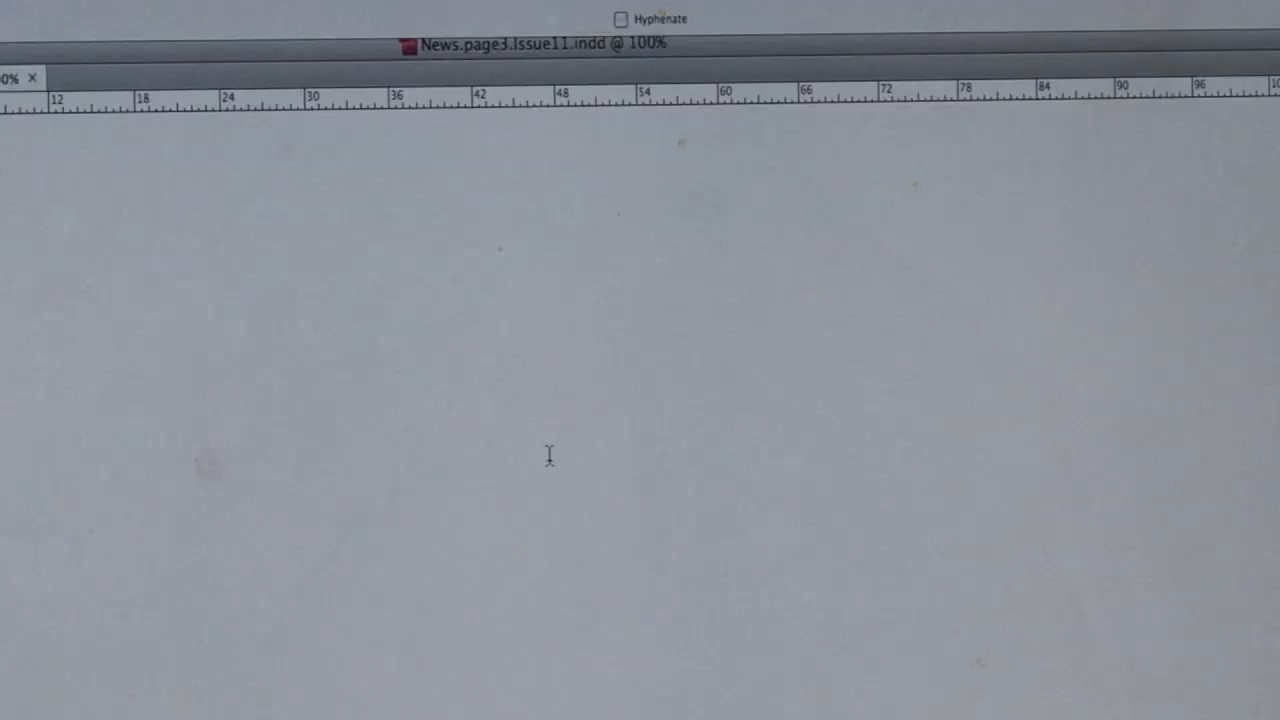 Hyphenate
News.page3.Issue11.indd @ 100%
0% ×
12 18 24 30 36 42 48 54 60 66 72 78 84 90 96